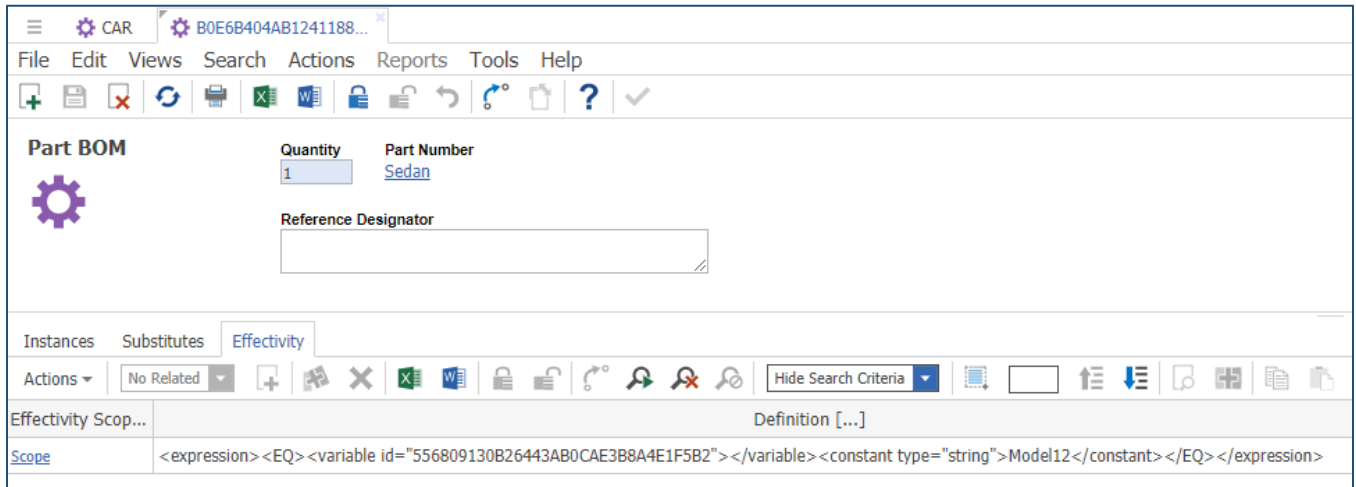 CAR B0E6B404AB1241188...
File Edit Views Search Actions Reports Tools Help
Part BOM
Quantity Part Number
1 Sedan
Reference Designator
Instances Substitutes Effectivity
Actions No Related Hide Search Criteria
Effectivity Scop... Definition [...]
Scope <expression><EQ><variable id="556809130B26443AB0CAE3B8A4E1F5B2"></variable><constant type="string">Model12</constant></EQ></expression>